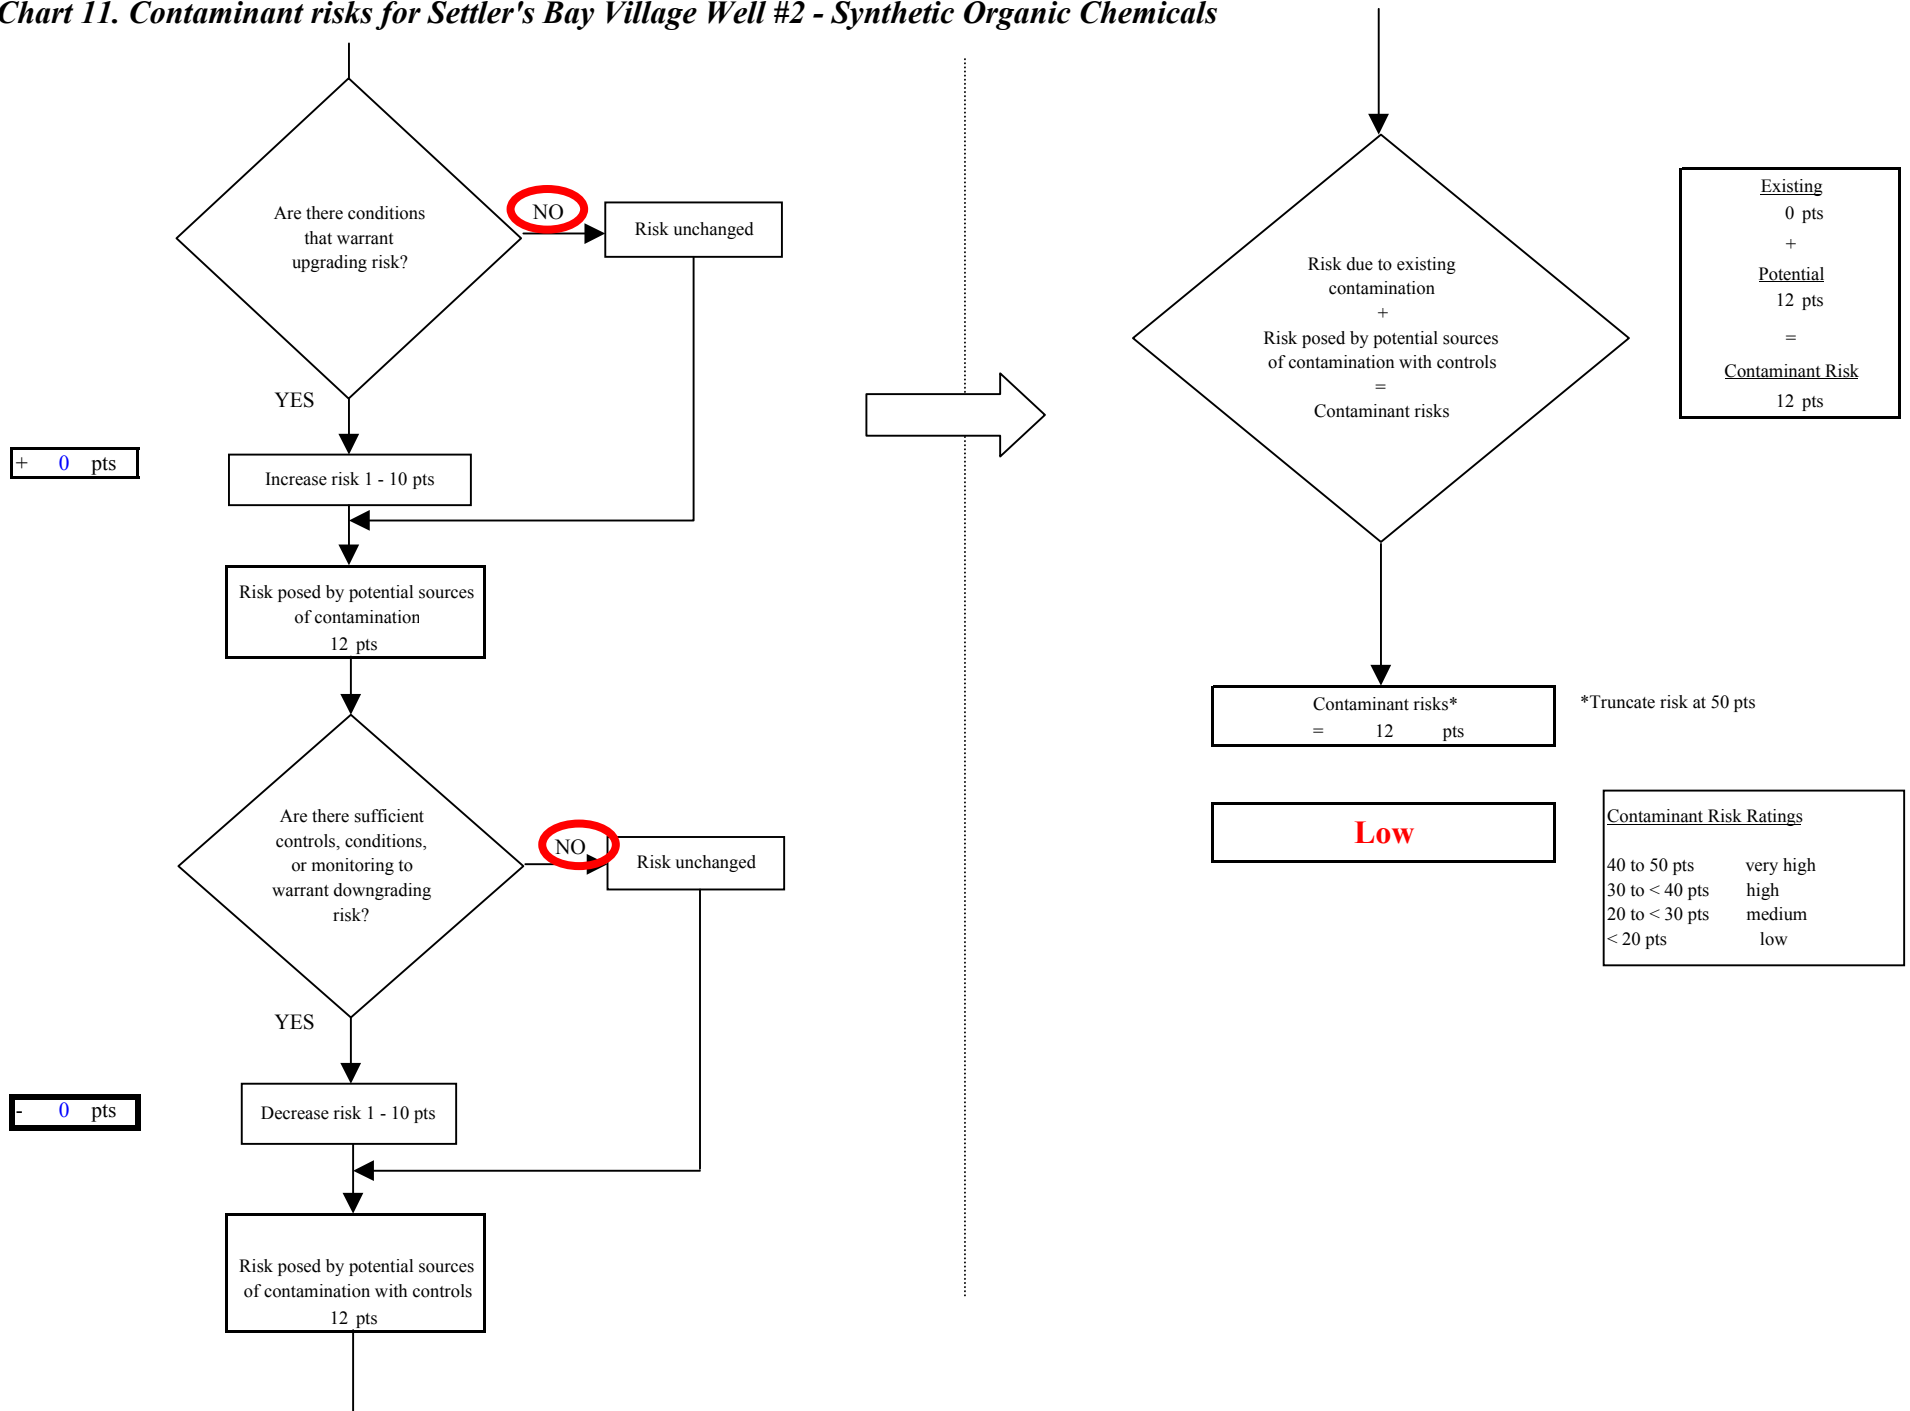 Chart 11. Contaminant risks for Settler's Bay Village Well #2 - Synthetic Organic Chemicals
Are there conditions
that warrant
upgrading risk?
NO
Risk unchanged
YES
+ 0 pts
Increase risk 1 - 10 pts
Risk posed by potential sources
of contamination
12 pts
Are there sufficient
controls, conditions,
or monitoring to
warrant downgrading
risk?
NO
Risk unchanged
YES
- 0 pts
Decrease risk 1 - 10 pts
Risk posed by potential sources
of contamination with controls
12 pts
Risk due to existing
contamination
+
Risk posed by potential sources
of contamination with controls
=
Contaminant risks
Existing
0 pts
+
Potential
12 pts
=
Contaminant Risk
12 pts
Contaminant risks*
= 12 pts
*Truncate risk at 50 pts
Low
Contaminant Risk Ratings
40 to 50 pts very high
30 to < 40 pts high
20 to < 30 pts medium
< 20 pts low